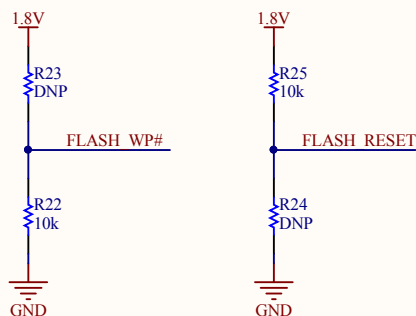 1.8V
R23
DNP
FLASH_WP#
R22
10k
GND
1.8V
R25
10k
FLASH_RESET
R24
DNP
GND